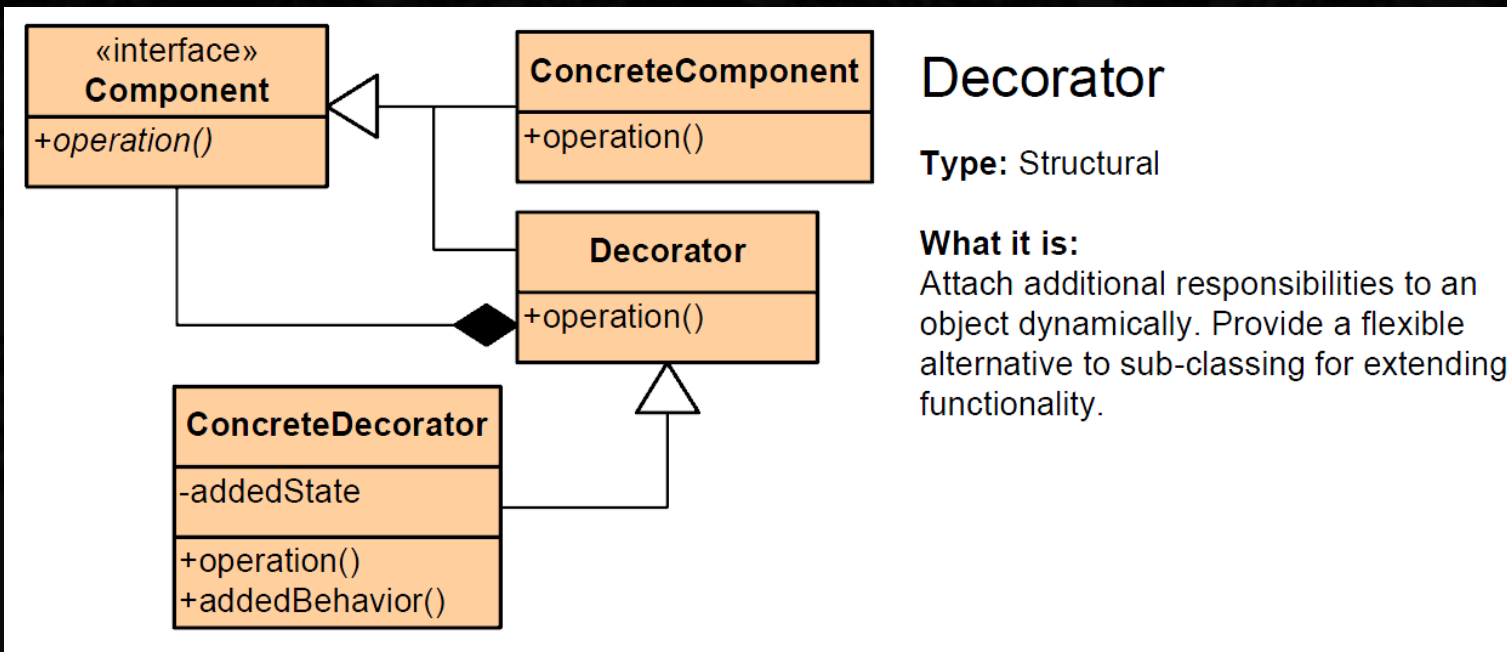 «interface»
Component
+operation()
ConcreteComponent
+operation()
Decorator
+operation()
ConcreteDecorator
-addedState
+operation()
+addedBehavior()
Decorator
Type: Structural
What it is:
Attach additional responsibilities to an
object dynamically. Provide a flexible
alternative to sub-classing for extending
functionality.